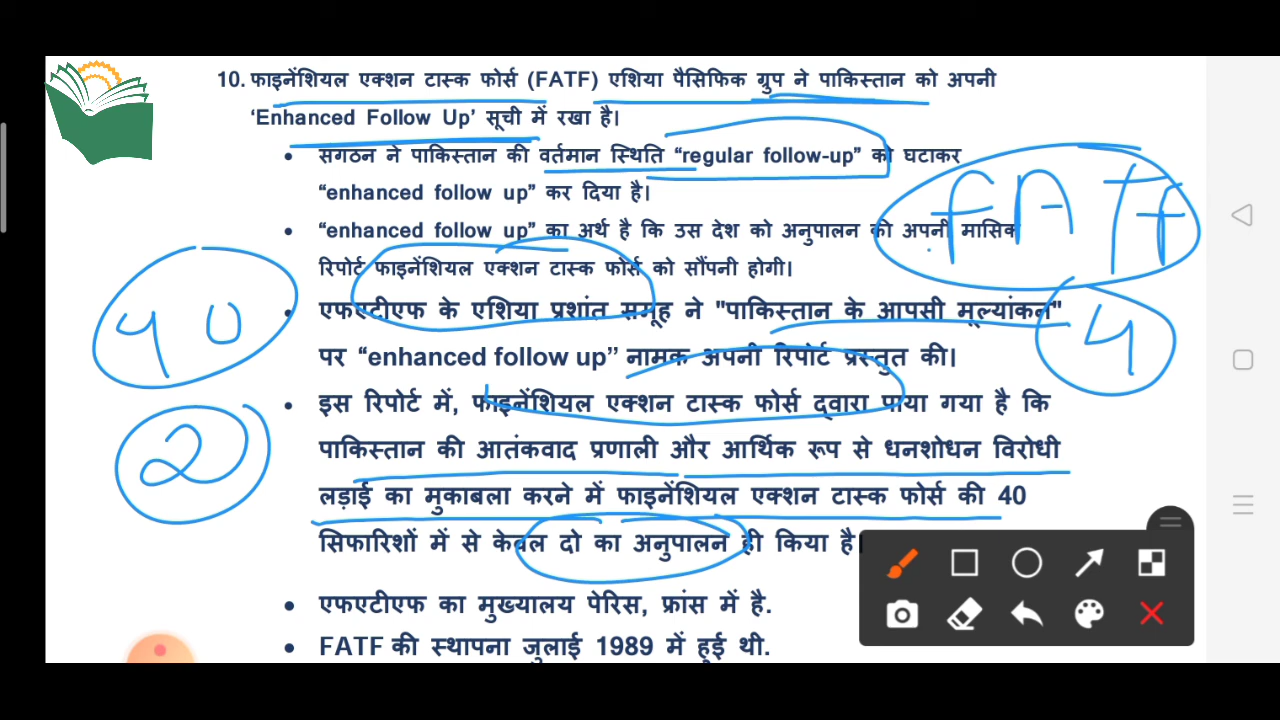 10. फाइनेंशियल एक्शन टास्क फोर्स (FATF) एशिया पैसिफिक ग्रुप ने पाकिस्तान को अपनी
‘Enhanced Follow Up’ सूची में रखा है।
• संगठन ने पाकिस्तान की वर्तमान स्थिति “regular follow-up” को घटाकर
“enhanced follow up” कर दिया है।
• “enhanced follow up” का अर्थ है कि उस देश को अनुपालन की अपनी मासिक
रिपोर्ट फाइनेंशियल एक्शन टास्क फोर्स को सौंपनी होगी।
• एफएटीएफ के एशिया प्रशांत समूह ने "पाकिस्तान के आपसी मूल्यांकन"
पर “enhanced follow up” नामक अपनी रिपोर्ट प्रस्तुत की।
• इस रिपोर्ट में, फाइनेंशियल एक्शन टास्क फोर्स द्वारा पाया गया है कि
पाकिस्तान की आतंकवाद प्रणाली और आर्थिक रूप से धनशोधन विरोधी
लड़ाई का मुकाबला करने में फाइनेंशियल एक्शन टास्क फोर्स की 40
सिफारिशों में से केवल दो का अनुपालन ही किया है।
• एफएटीएफ का मुख्यालय पेरिस, फ्रांस में है.
• FATF की स्थापना जुलाई 1989 में हुई थी.
FATF
40
4
2